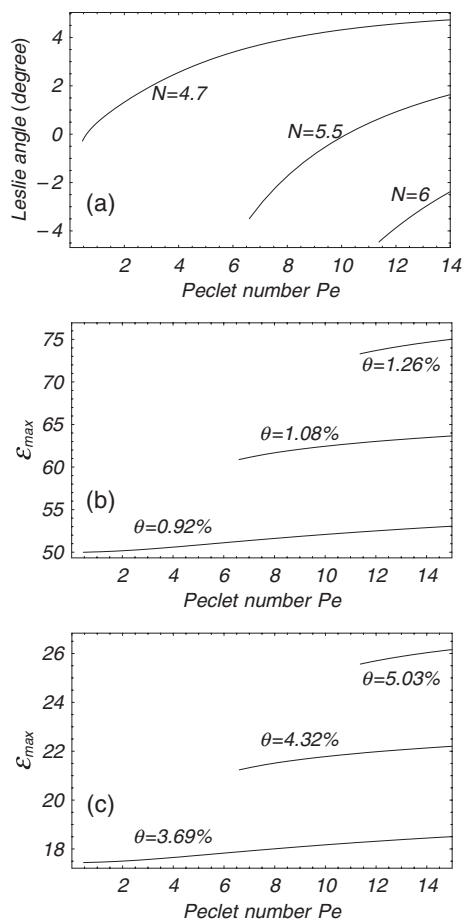 4
2
0
−2
−4
Leslie angle (degree)
N=4.7
N=5.5
N=6
(a)
2 4 6 8 10 12 14
Peclet number Pe
75
70
65
60
55
50
εmax
θ=1.26%
θ=1.08%
θ=0.92%
(b)
2 4 6 8 10 12 14
Peclet number Pe
26
24
22
20
18
εmax
θ=5.03%
θ=4.32%
θ=3.69%
(c)
2 4 6 8 10 12 14
Peclet number Pe